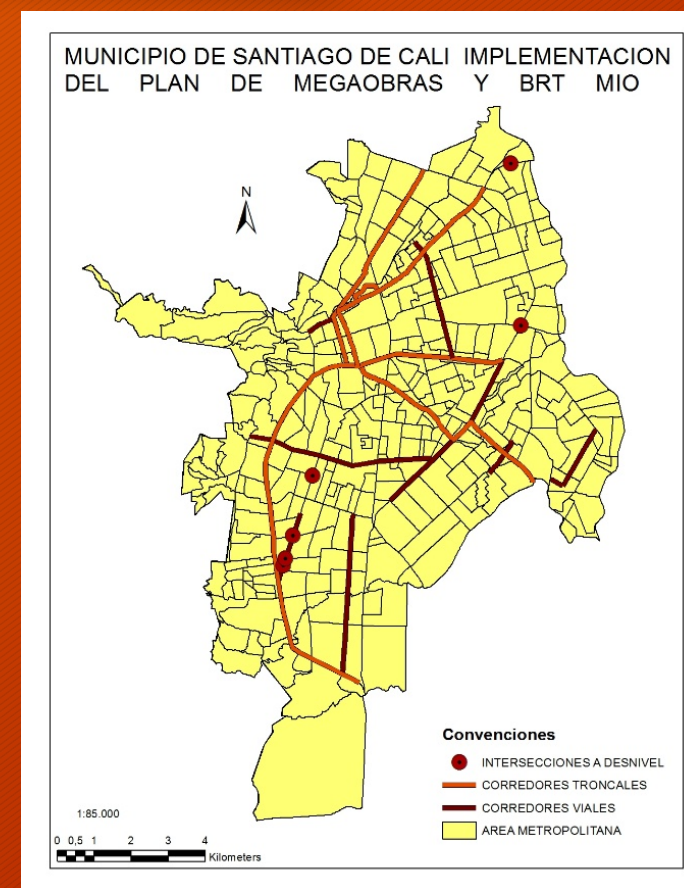 MUNICIPIO DE SANTIAGO DE CALI IMPLEMENTACION
DEL PLAN DE MEGAOBRAS Y BRT MIO
N
Convenciones
INTERSECCIONES A DESNIVEL
CORREDORES TRONCALES
CORREDORES VIALES
AREA METROPOLITANA
1:85.000
0 0,5 1 2 3 4
Kilometers